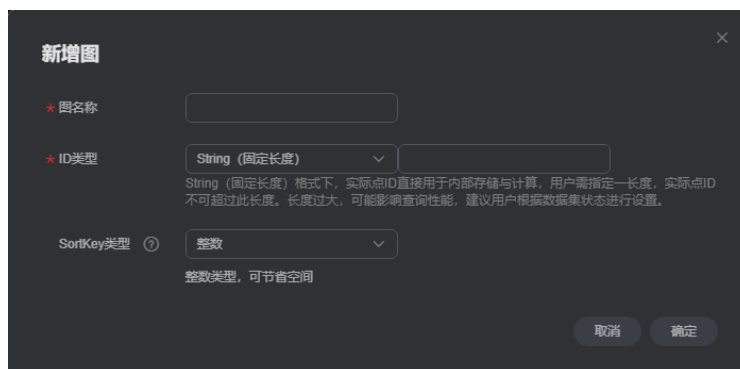 新增图
* 图名称
* ID类型 String（固定长度）
String（固定长度）格式下，实际点ID直接用于内部存储与计算，用户需指定一长度，实际点ID
不可超过此长度。长度过大，可能影响查询性能，建议用户根据数据集状态进行设置。
SortKey类型 ? 整数
整数类型，可节省空间
取消 确定